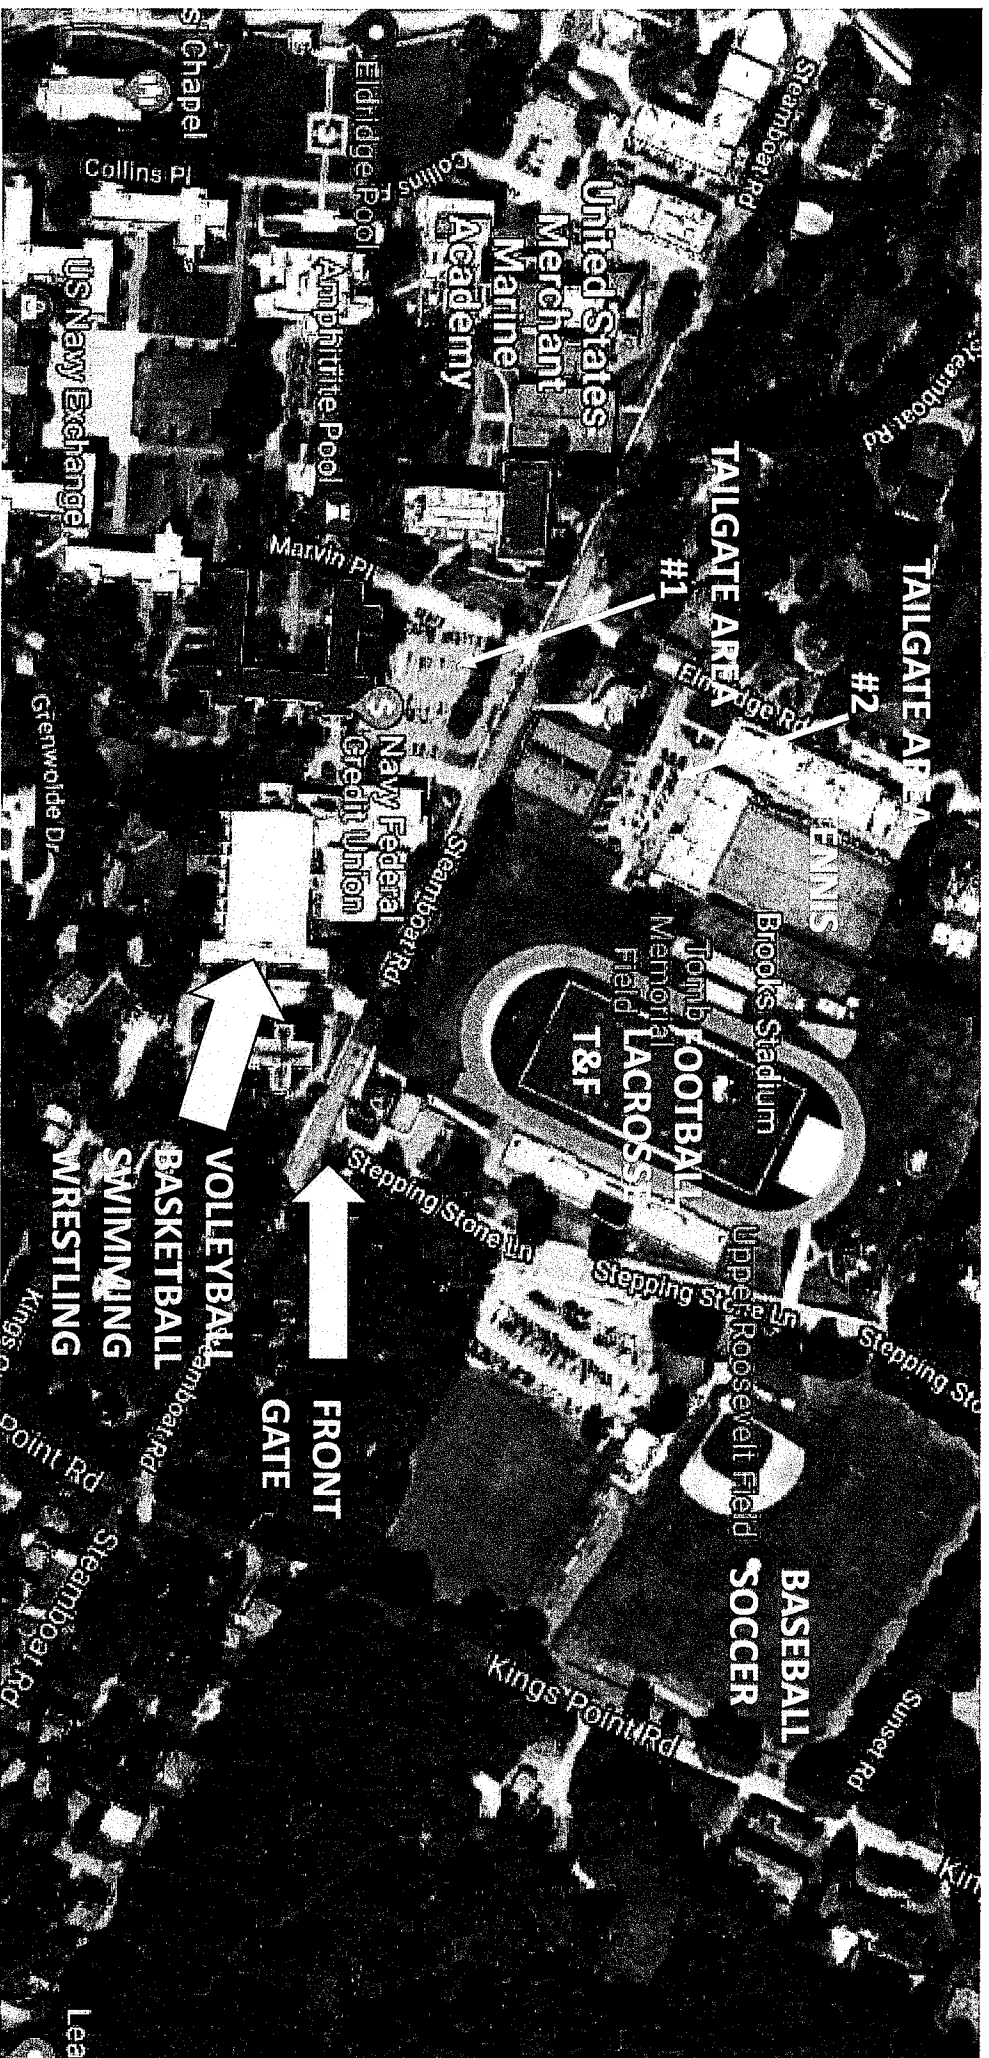 s Chapel
Collins Pl
US Navy Exchange
Eldridge Pool
3
Amphitrite Pool
Collins P
United States
Merchant
Marine
Academy
Steamboat Rd
Steamboat Rd
Marvin Pl
TAILGATE AREA
#1
TAILGATE AREA
#2
Elmridge Rd
ENNIS
$
Navy Federal
Credit Union
Grenwolde Dr
Steamboat Rd
Brooks Stadium
Tomb
Memorial
Field
FOOTBALL
LACROSSE
T&F
VOLLEYBALL
BASKETBALL
SWIMMING
WRESTLING
FRONT
GATE
Stepping Stone Ln
Stepping Stone Ln
Stepping Sto
Upper Roosevelt Field
BASEBALL
SOCCER
Kings Point Rd
Sunset Rd
Kin
Kings
Point Rd
amboat Rd
Steamboat Rd
Lea